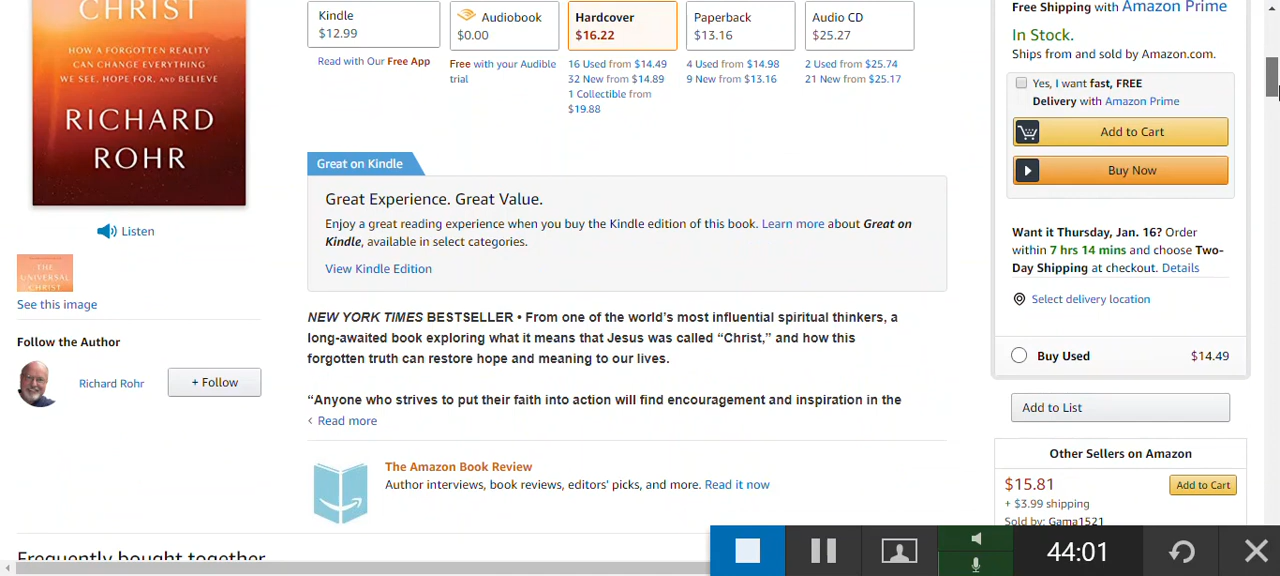 CHRIST
HOW A FORGOTTEN REALITY
CAN CHANGE EVERYTHING
WE SEE, HOPE FOR, AND BELIEVE
RICHARD
ROHR
Listen
THE
UNIVERSAL
CHRIST
See this image
Follow the Author
Richard Rohr
+ Follow
Kindle
$12.99
Read with Our Free App
Audiobook
$0.00
Free with your Audible
trial
Hardcover
$16.22
16 Used from $14.49
32 New from $14.89
1 Collectible from
$19.88
Paperback
$13.16
4 Used from $14.98
9 New from $13.16
Audio CD
$25.27
2 Used from $25.74
21 New from $25.17
Great on Kindle
Great Experience. Great Value.
Enjoy a great reading experience when you buy the Kindle edition of this book. Learn more about Great on
Kindle, available in select categories.
View Kindle Edition
NEW YORK TIMES BESTSELLER • From one of the world’s most influential spiritual thinkers, a
long-awaited book exploring what it means that Jesus was called “Christ,” and how this
forgotten truth can restore hope and meaning to our lives.
“Anyone who strives to put their faith into action will find encouragement and inspiration in the
‹ Read more
The Amazon Book Review
Author interviews, book reviews, editors' picks, and more. Read it now
Frequently bought together
Free Shipping with Amazon Prime
In Stock.
Ships from and sold by Amazon.com.
Yes, I want fast, FREE
Delivery with Amazon Prime
Add to Cart
Buy Now
Want it Thursday, Jan. 16? Order
within 7 hrs 14 mins and choose Two-
Day Shipping at checkout. Details
Select delivery location
Buy Used
$14.49
Add to List
Other Sellers on Amazon
$15.81
Add to Cart
+ $3.99 shipping
Sold by: Gama1521
44:01